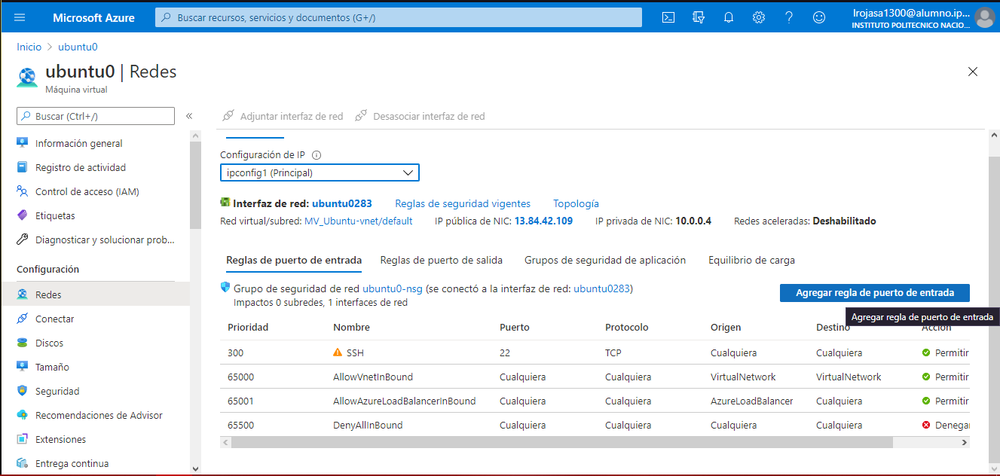 Microsoft Azure
Buscar recursos, servicios y documentos (G+/)
lrojasa1300@alumno.ip...
INSTITUTO POLITECNICO NACIO...
Inicio > ubuntu0
ubuntu0 | Redes
Máquina virtual
Buscar (Ctrl+/)
Información general
Registro de actividad
Control de acceso (IAM)
Etiquetas
Diagnosticar y solucionar prob...
Configuración
Redes
Conectar
Discos
Tamaño
Seguridad
Recomendaciones de Advisor
Extensiones
Entrega continua
Adjuntar interfaz de red Desasociar interfaz de red
Configuración de IP
ipconfig1 (Principal)
Interfaz de red: ubuntu0283 Reglas de seguridad vigentes Topología
Red virtual/subred: MV_Ubuntu-vnet/default IP pública de NIC: 13.84.42.109 IP privada de NIC: 10.0.0.4 Redes aceleradas: Deshabilitado
Reglas de puerto de entrada Reglas de puerto de salida Grupos de seguridad de aplicación Equilibrio de carga
Grupo de seguridad de red ubuntu0-nsg (se conectó a la interfaz de red: ubuntu0283)
Impactos 0 subredes, 1 interfaces de red
Agregar regla de puerto de entrada
Agregar regla de puerto de entrada
Prioridad Nombre Puerto Protocolo Origen Destino Acción
300 SSH 22 TCP Cualquiera Cualquiera Permitir
65000 AllowVnetInBound Cualquiera Cualquiera VirtualNetwork VirtualNetwork Permitir
65001 AllowAzureLoadBalancerInBound Cualquiera Cualquiera AzureLoadBalancer Cualquiera Permitir
65500 DenyAllInBound Cualquiera Cualquiera Cualquiera Cualquiera Denegar